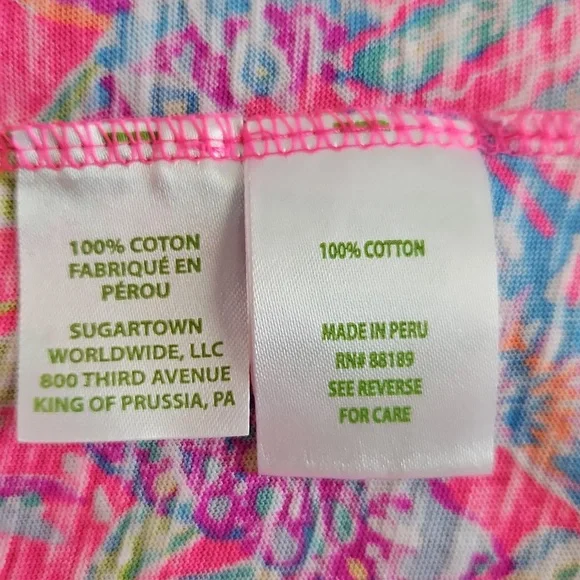 100% COTON
FABRIQUÉ EN
PÉROU
SUGARTOWN
WORLDWIDE, LLC
800 THIRD AVENUE
KING OF PRUSSIA, PA
100% COTTON
MADE IN PERU
RN# 88189
SEE REVERSE
FOR CARE